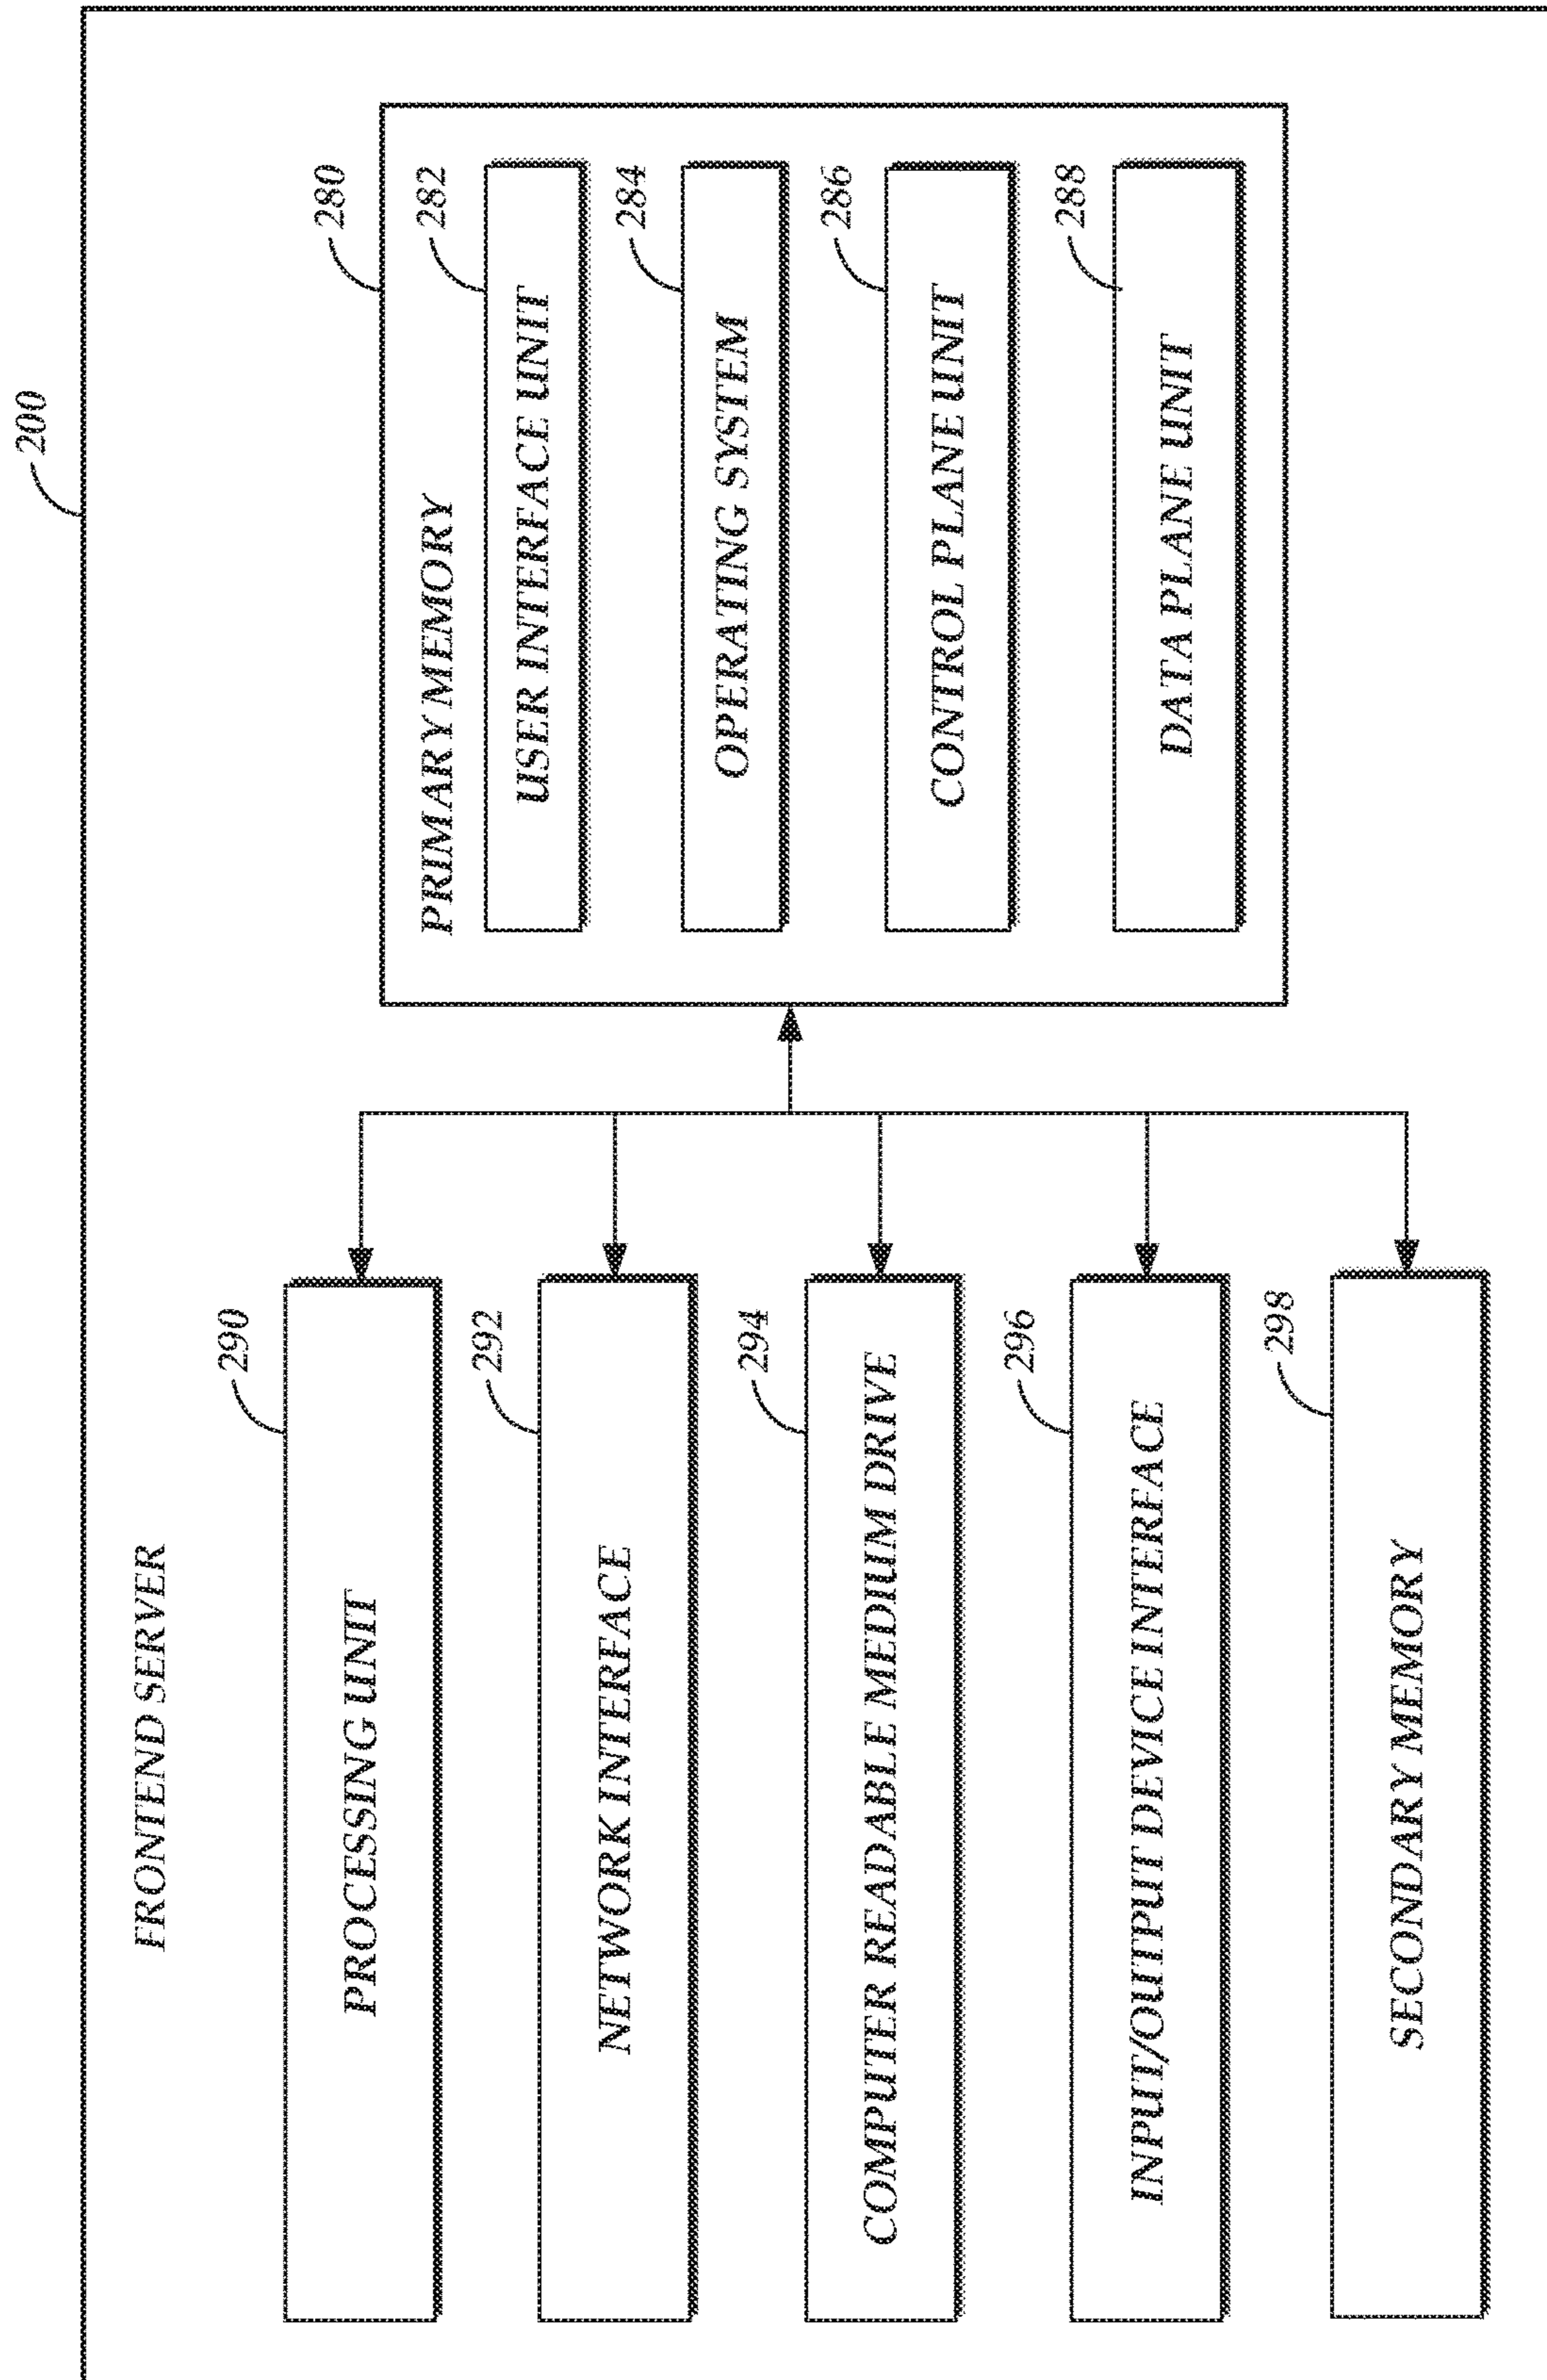 200
FRONTEND SERVER
290
PROCESSING UNIT
292
NETWORK INTERFACE
294
COMPUTER READABLE MEDIUM DRIVE
296
INPUT/OUTPUT DEVICE INTERFACE
298
SECONDARY MEMORY
280
PRIMARY MEMORY
282
USER INTERFACE UNIT
284
OPERATING SYSTEM
286
CONTROL PLANE UNIT
288
DATA PLANE UNIT